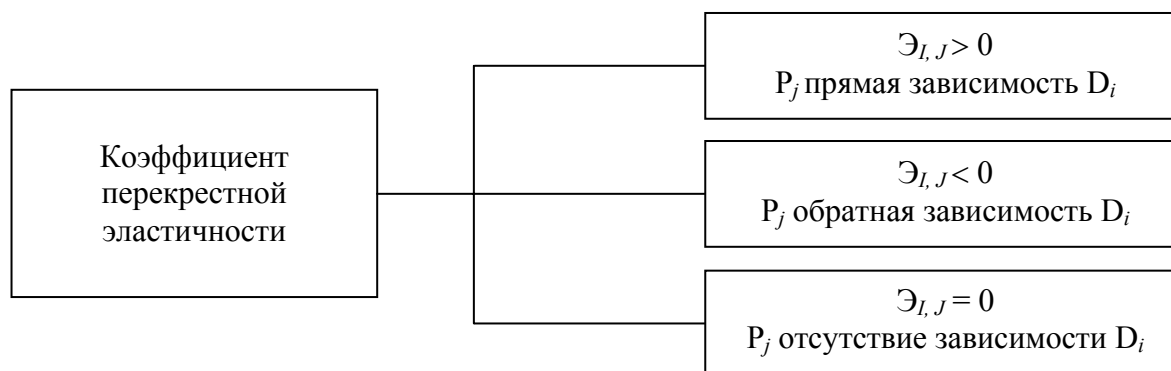 Коэффициент
перекрестной
эластичности
Э_{I, J} > 0
P_j прямая зависимость D_i
Э_{I, J} < 0
P_j обратная зависимость D_i
Э_{I, J} = 0
P_j отсутствие зависимости D_i